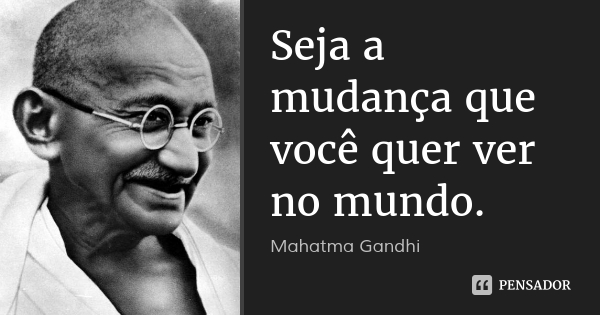 Seja a
mudança que
você quer ver
no mundo.
Mahatma Gandhi
PENSADOR